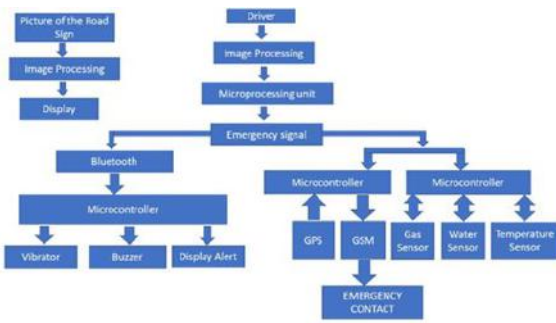 Picture of the Road
Sign
Image Processing
Display
Driver
Image Processing
Microprocessing unit
Emergency signal
Bluetooth
Microcontroller
Vibrator
Buzzer
Display Alert
Microcontroller
Microcontroller
GPS
GSM
Gas
Sensor
Water
Sensor
Temperature
Sensor
EMERGENCY
CONTACT